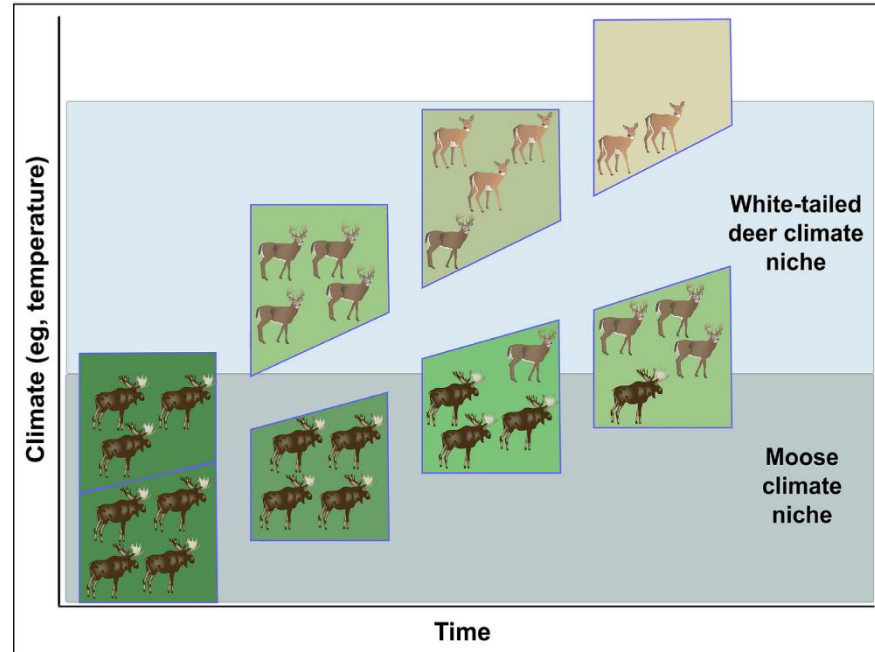 Climate (eg, temperature)
White-tailed
deer climate
niche
Moose
climate
niche
Time